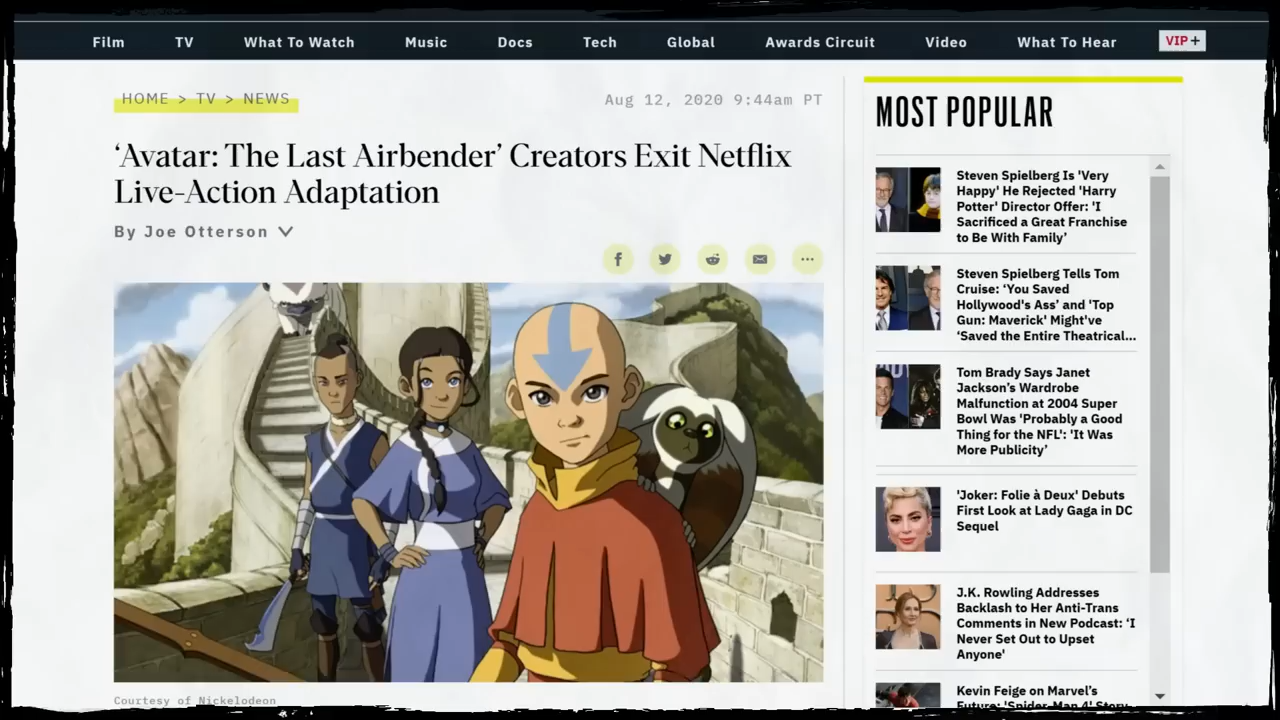 Film TV What To Watch Music Docs Tech Global Awards Circuit Video What To Hear VIP+
HOME > TV > NEWS
Aug 12, 2020 9:44am PT
‘Avatar: The Last Airbender’ Creators Exit Netflix
Live-Action Adaptation
By Joe Otterson
Courtesy of Nickelodeon
MOST POPULAR
Steven Spielberg Is 'Very
Happy' He Rejected 'Harry
Potter' Director Offer: 'I
Sacrificed a Great Franchise
to Be With Family’
Steven Spielberg Tells Tom
Cruise: ‘You Saved
Hollywood's Ass’ and 'Top
Gun: Maverick' Might've
‘Saved the Entire Theatrical...
Tom Brady Says Janet
Jackson’s Wardrobe
Malfunction at 2004 Super
Bowl Was 'Probably a Good
Thing for the NFL': 'It Was
More Publicity’
'Joker: Folie à Deux' Debuts
First Look at Lady Gaga in DC
Sequel
J.K. Rowling Addresses
Backlash to Her Anti-Trans
Comments in New Podcast: ‘I
Never Set Out to Upset
Anyone'
Kevin Feige on Marvel’s
Future: 'Spider-Man 4' Story